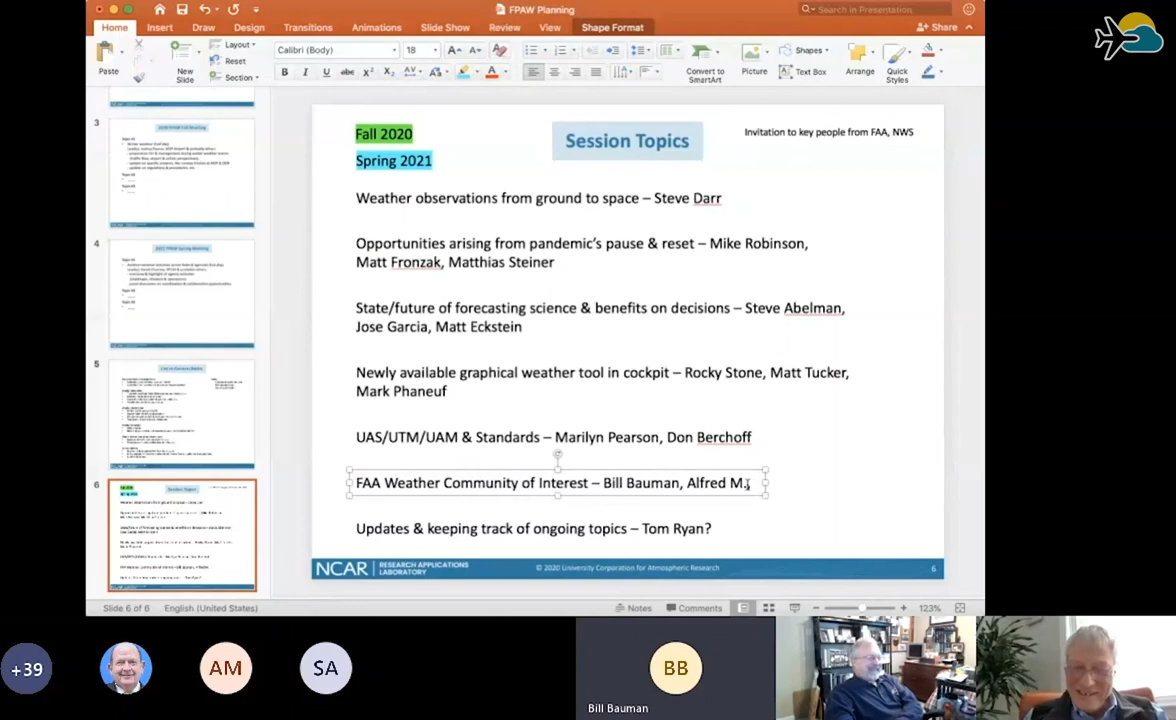 FPAW Planning
Search in Presentation
Home Insert Draw Design Transitions Animations Slide Show Review View Shape Format Share
Paste
New
Slide
Layout
Reset
Section
Calibri (Body) 18
B I U abc X² X₂ AV
Convert to
SmartArt
Picture
Shapes
Text Box
Arrange
Quick
Styles
3
4
5
6
Fall 2020
Spring 2021
Session Topics
Invitation to key people from FAA, NWS
Weather observations from ground to space – Steve Darr
Opportunities arising from pandemic's pause & reset – Mike Robinson,
Matt Fronzak, Matthias Steiner
State/future of forecasting science & benefits on decisions – Steve Abelman,
Jose Garcia, Matt Eckstein
Newly available graphical weather tool in cockpit – Rocky Stone, Matt Tucker,
Mark Phaneuf
UAS/UTM/UAM & Standards – Marilyn Pearson, Don Berchoff
FAA Weather Community of Interest – Bill Bauman, Alfred M.
Updates & keeping track of ongoing topics – Tom Ryan?
NCAR
RESEARCH APPLICATIONS
LABORATORY
© 2020 University Corporation for Atmospheric Research
6
Slide 6 of 6 English (United States)
Notes Comments 123%
+39
AM
SA
BB
Bill Bauman